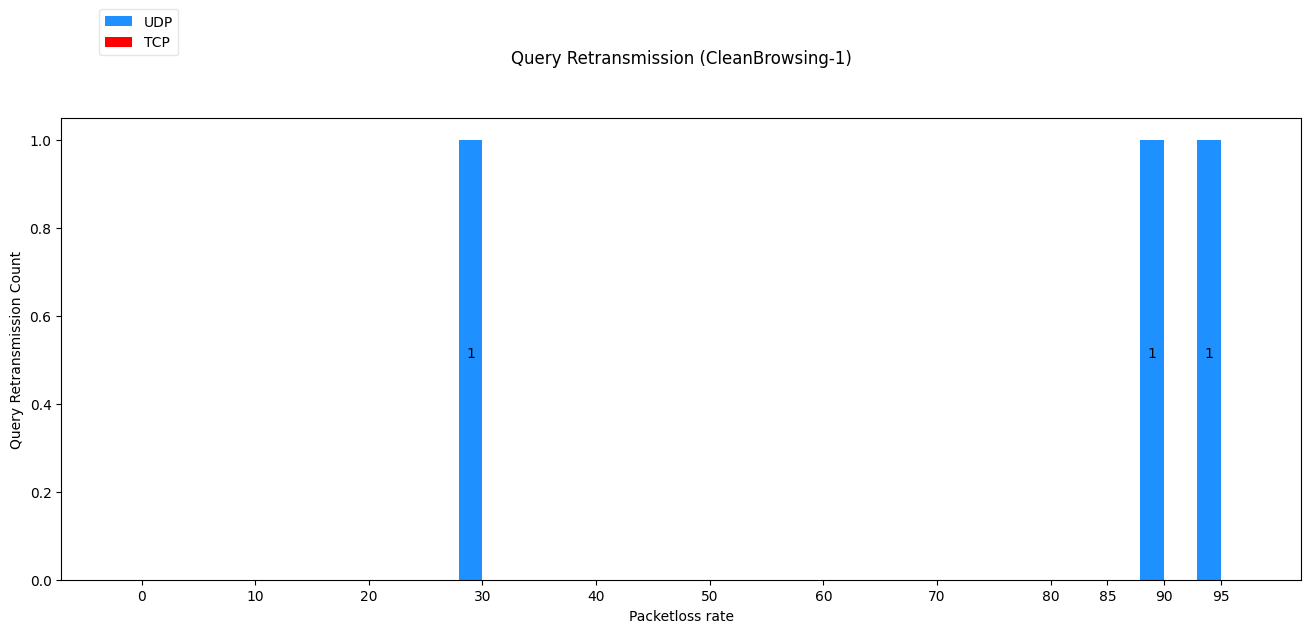 UDP
TCP
Query Retransmission (CleanBrowsing-1)
1.0
0.8
0.6
0.4
0.2
0.0
Query Retransmission Count
1
1
1
0 10 20 30 40 50 60 70 80 85 90 95
Packetloss rate